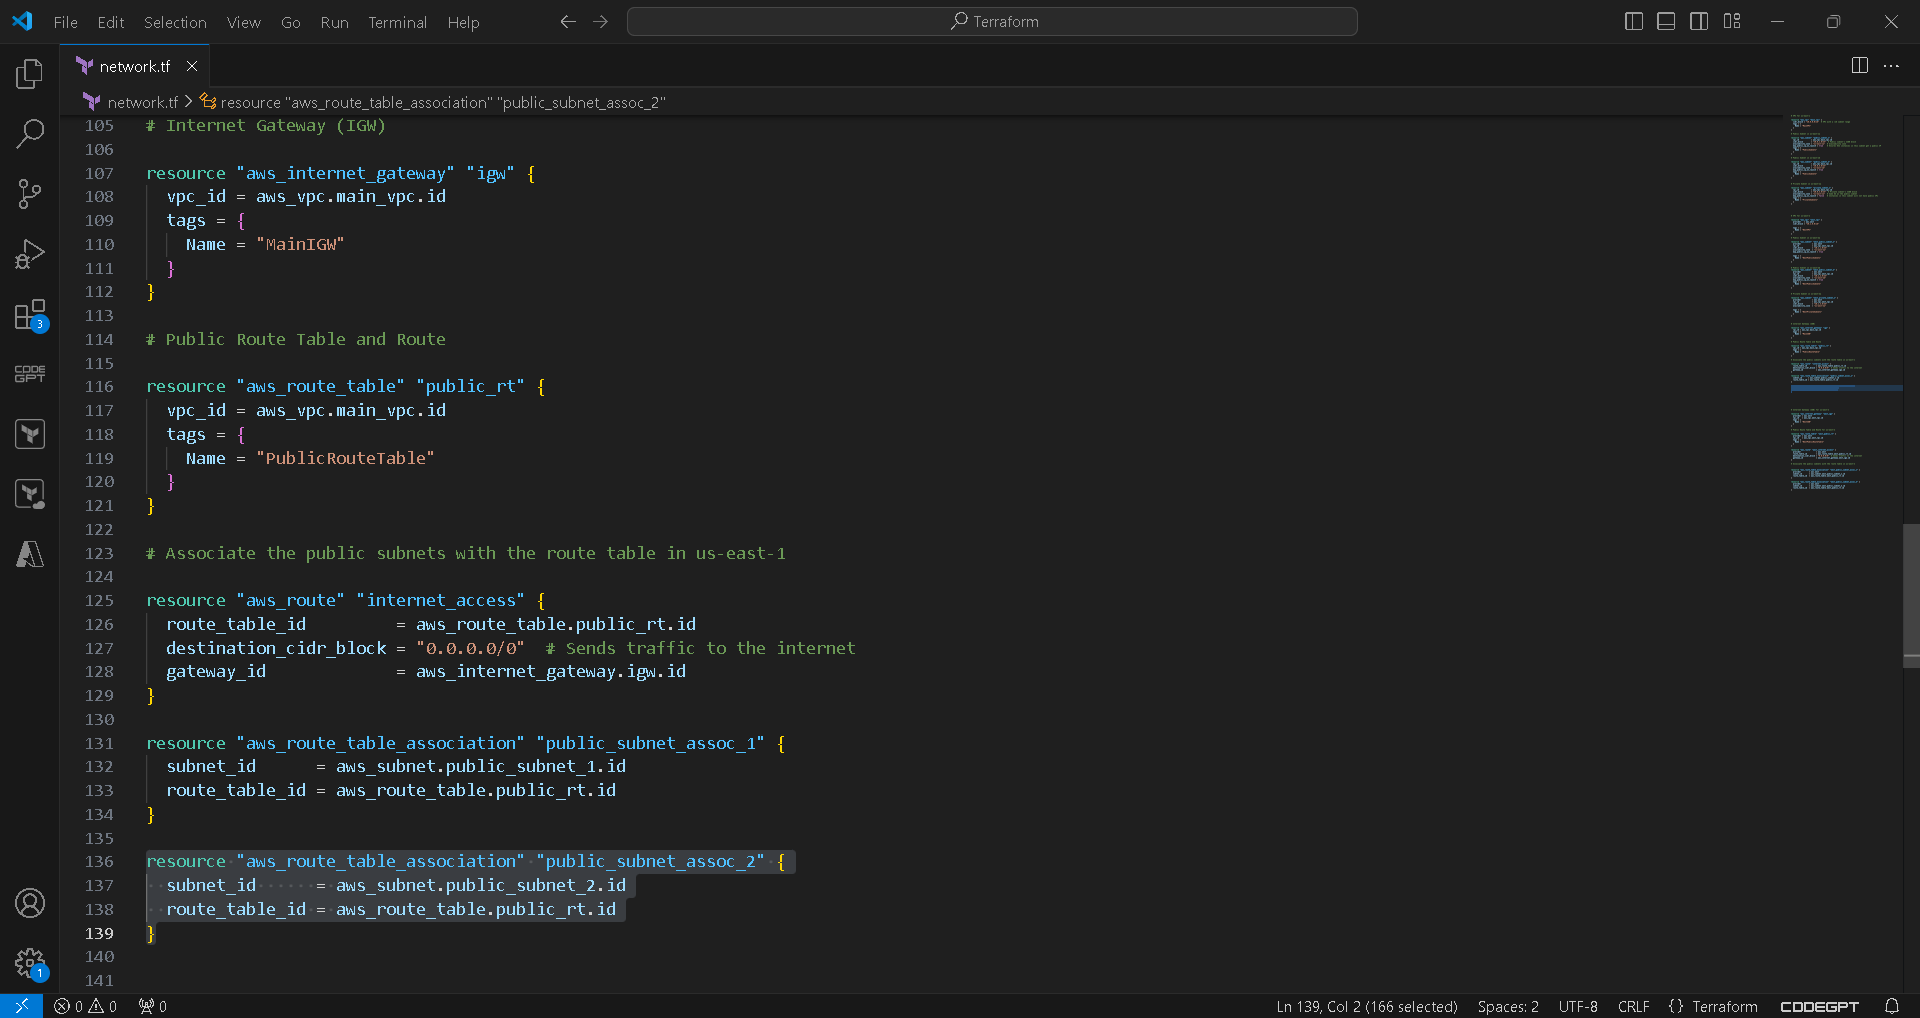 File Edit Selection View Go Run Terminal Help Terraform
network.tf
network.tf resource "aws_route_table_association" "public_subnet_assoc_2"
105 # Internet Gateway (IGW)
106
107 resource "aws_internet_gateway" "igw" {
108 vpc_id = aws_vpc.main_vpc.id
109 tags = {
110 Name = "MainIGW"
111 }
112 }
113
114 # Public Route Table and Route
115
116 resource "aws_route_table" "public_rt" {
117 vpc_id = aws_vpc.main_vpc.id
118 tags = {
119 Name = "PublicRouteTable"
120 }
121 }
122
123 # Associate the public subnets with the route table in us-east-1
124
125 resource "aws_route" "internet_access" {
126 route_table_id = aws_route_table.public_rt.id
127 destination_cidr_block = "0.0.0.0/0" # Sends traffic to the internet
128 gateway_id = aws_internet_gateway.igw.id
129 }
130
131 resource "aws_route_table_association" "public_subnet_assoc_1" {
132 subnet_id = aws_subnet.public_subnet_1.id
133 route_table_id = aws_route_table.public_rt.id
134 }
135
136 resource "aws_route_table_association" "public_subnet_assoc_2" {
137 subnet_id = aws_subnet.public_subnet_2.id
138 route_table_id = aws_route_table.public_rt.id
139 }
140
141
3
CODE
GPT
1
0 0 0 Ln 139, Col 2 (166 selected) Spaces: 2 UTF-8 CRLF {} Terraform CODEGPT